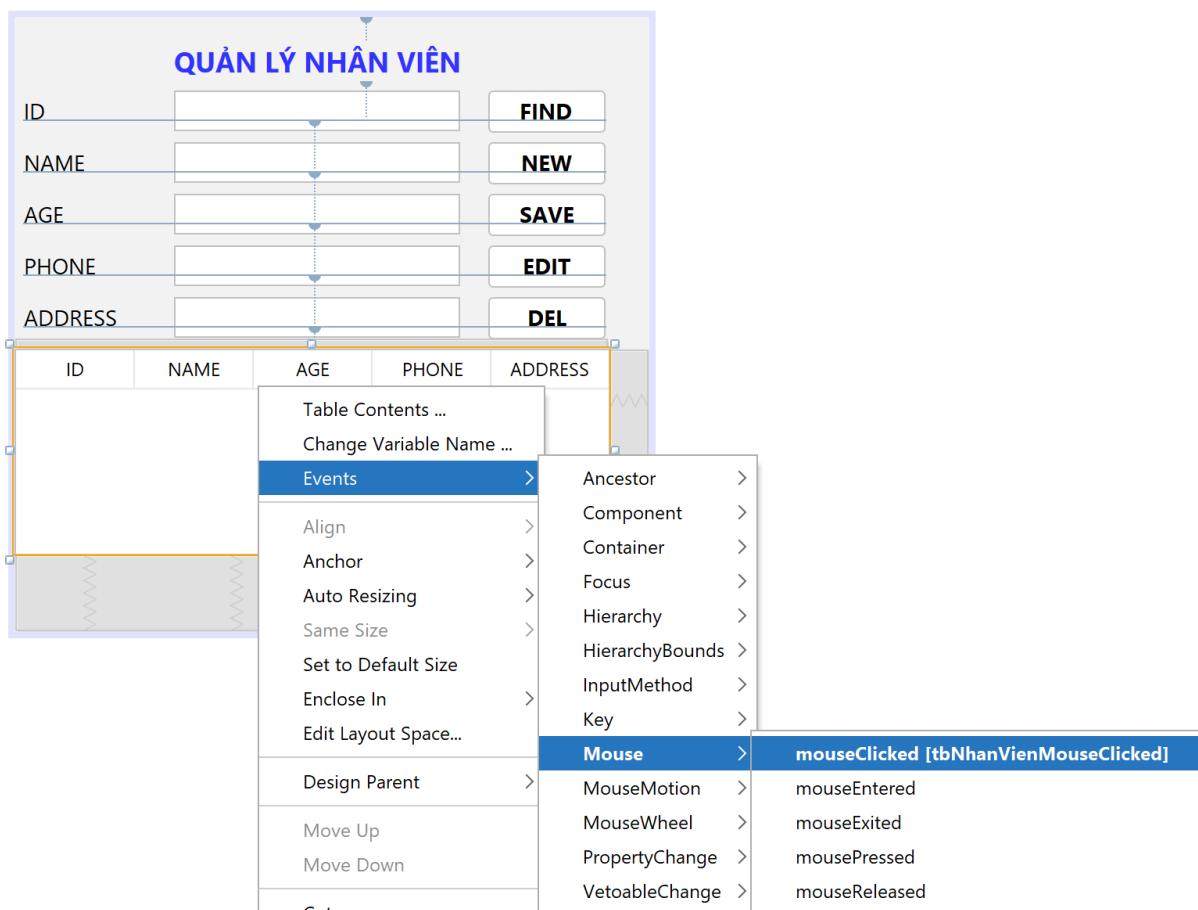 QUẢN LÝ NHÂN VIÊN
ID
FIND
NAME
NEW
AGE
SAVE
PHONE
EDIT
ADDRESS
DEL
ID NAME AGE PHONE ADDRESS
Table Contents ...
Change Variable Name ...
Events
Align
Anchor
Auto Resizing
Same Size
Set to Default Size
Enclose In
Edit Layout Space...
Design Parent
Move Up
Move Down
Ancestor
Component
Container
Focus
Hierarchy
HierarchyBounds
InputMethod
Key
Mouse
MouseMotion
MouseWheel
PropertyChange
VetoableChange
mouseClicked [tbNhanVienMouseClicked]
mouseEntered
mouseExited
mousePressed
mouseReleased